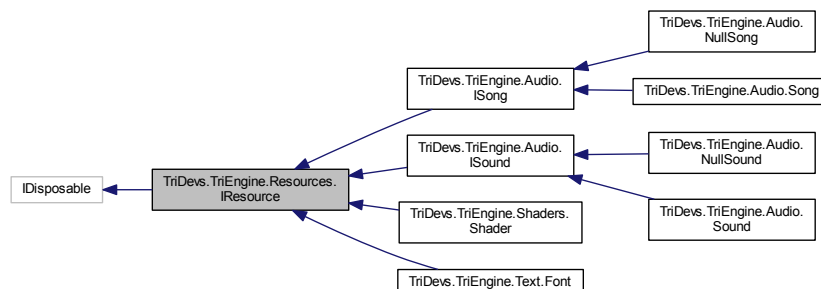 TriDevs.TriEngine.Audio.
NullSong
TriDevs.TriEngine.Audio.
ISong
TriDevs.TriEngine.Audio.Song
TriDevs.TriEngine.Audio.
ISound
TriDevs.TriEngine.Audio.
NullSound
IDisposable
TriDevs.TriEngine.Resources.
IResource
TriDevs.TriEngine.Shaders.
Shader
TriDevs.TriEngine.Audio.
Sound
TriDevs.TriEngine.Text.Font